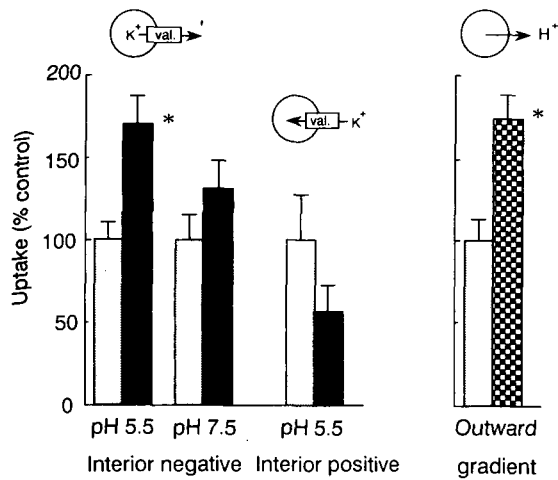 K+ val.
H+
200
150
100
50
0
Uptake (% control)
*
val. K+
*
pH 5.5 pH 7.5 pH 5.5 Outward
Interior negative Interior positive gradient